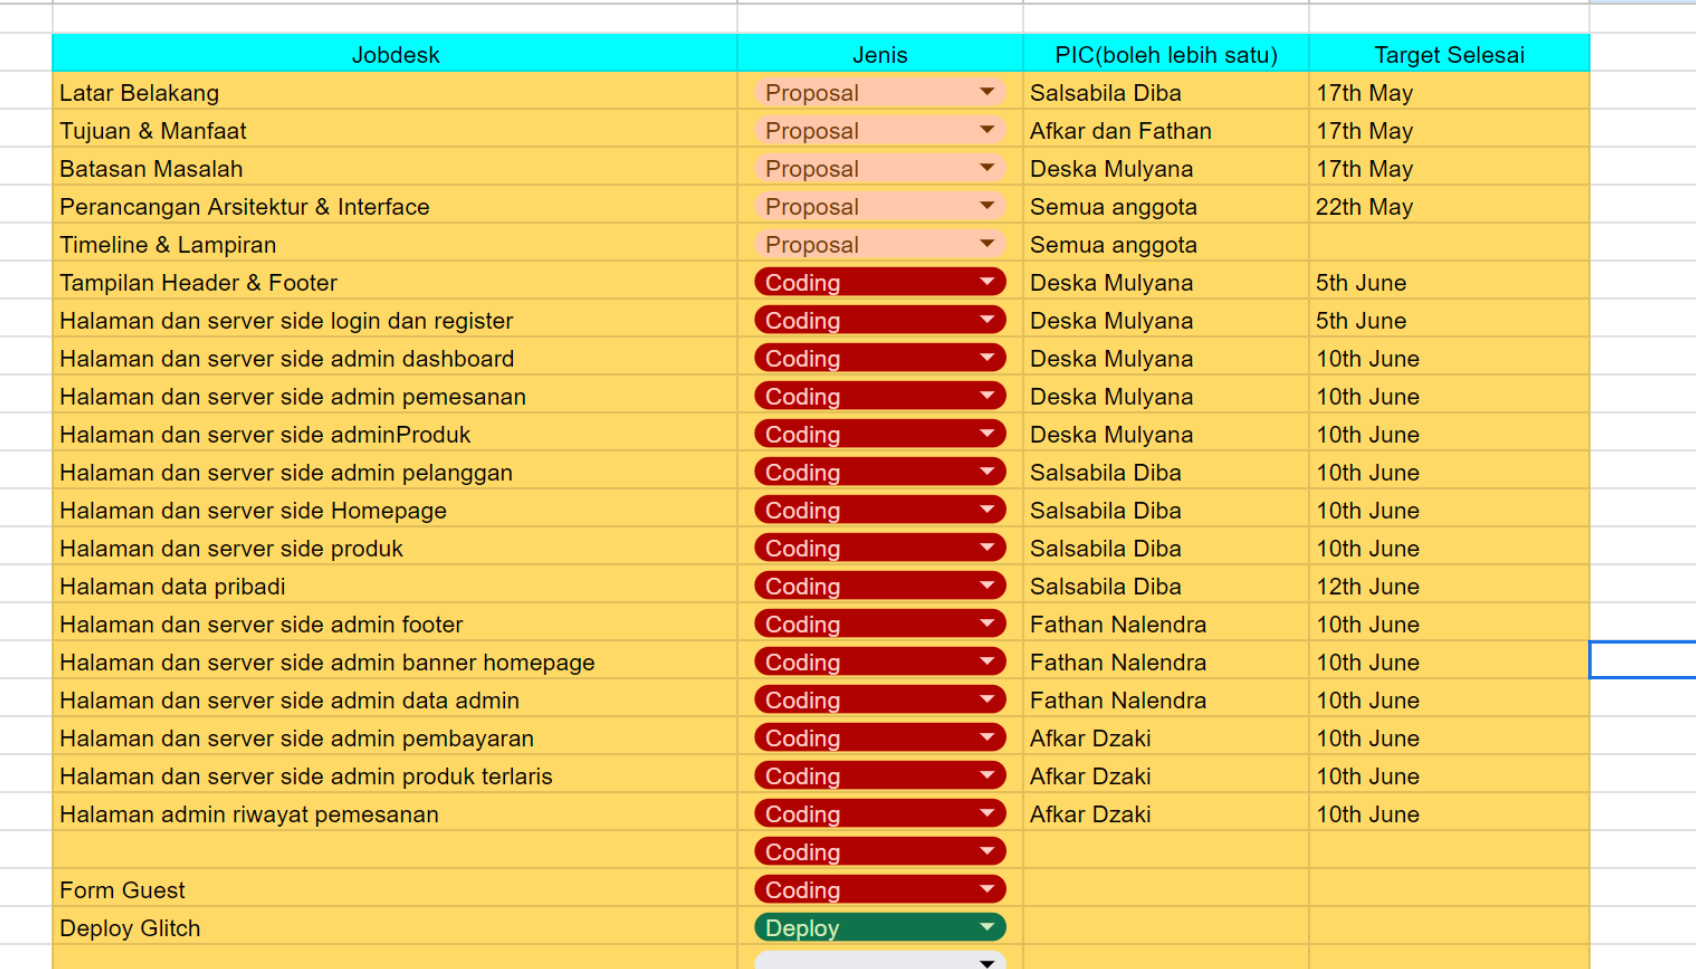 Jobdesk Jenis PIC(boleh lebih satu) Target Selesai
Latar Belakang Proposal Salsabila Diba 17th May
Tujuan & Manfaat Proposal Afkar dan Fathan 17th May
Batasan Masalah Proposal Deska Mulyana 17th May
Perancangan Arsitektur & Interface Proposal Semua anggota 22th May
Timeline & Lampiran Proposal Semua anggota
Tampilan Header & Footer Coding Deska Mulyana 5th June
Halaman dan server side login dan register Coding Deska Mulyana 5th June
Halaman dan server side admin dashboard Coding Deska Mulyana 10th June
Halaman dan server side admin pemesanan Coding Deska Mulyana 10th June
Halaman dan server side adminProduk Coding Deska Mulyana 10th June
Halaman dan server side admin pelanggan Coding Salsabila Diba 10th June
Halaman dan server side Homepage Coding Salsabila Diba 10th June
Halaman dan server side produk Coding Salsabila Diba 10th June
Halaman data pribadi Coding Salsabila Diba 12th June
Halaman dan server side admin footer Coding Fathan Nalendra 10th June
Halaman dan server side admin banner homepage Coding Fathan Nalendra 10th June
Halaman dan server side admin data admin Coding Fathan Nalendra 10th June
Halaman dan server side admin pembayaran Coding Afkar Dzaki 10th June
Halaman dan server side admin produk terlaris Coding Afkar Dzaki 10th June
Halaman admin riwayat pemesanan Coding Afkar Dzaki 10th June
Coding
Form Guest Coding
Deploy Glitch Deploy